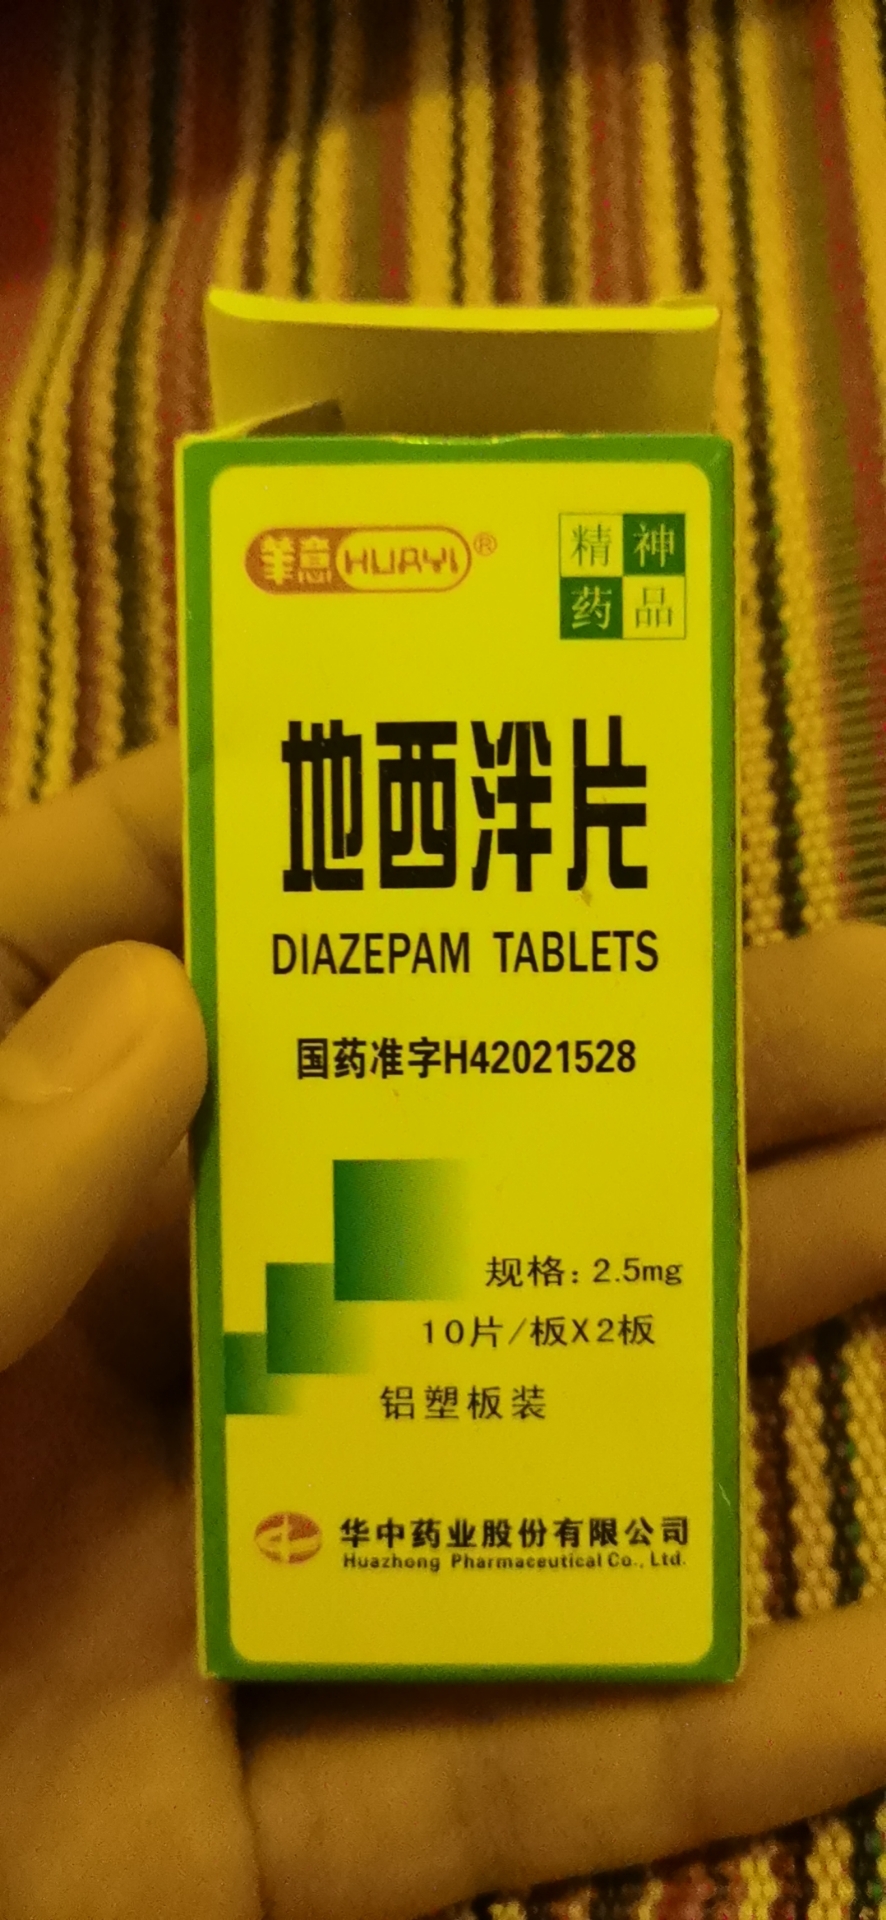 華意 HUAYI®
精神
药品
地西泮片
DIAZEPAM TABLETS
国药准字H42021528
规格：2.5mg
10片/板X2板
铝塑板装
华中药业股份有限公司
Huazhong Pharmaceutical Co., Ltd.